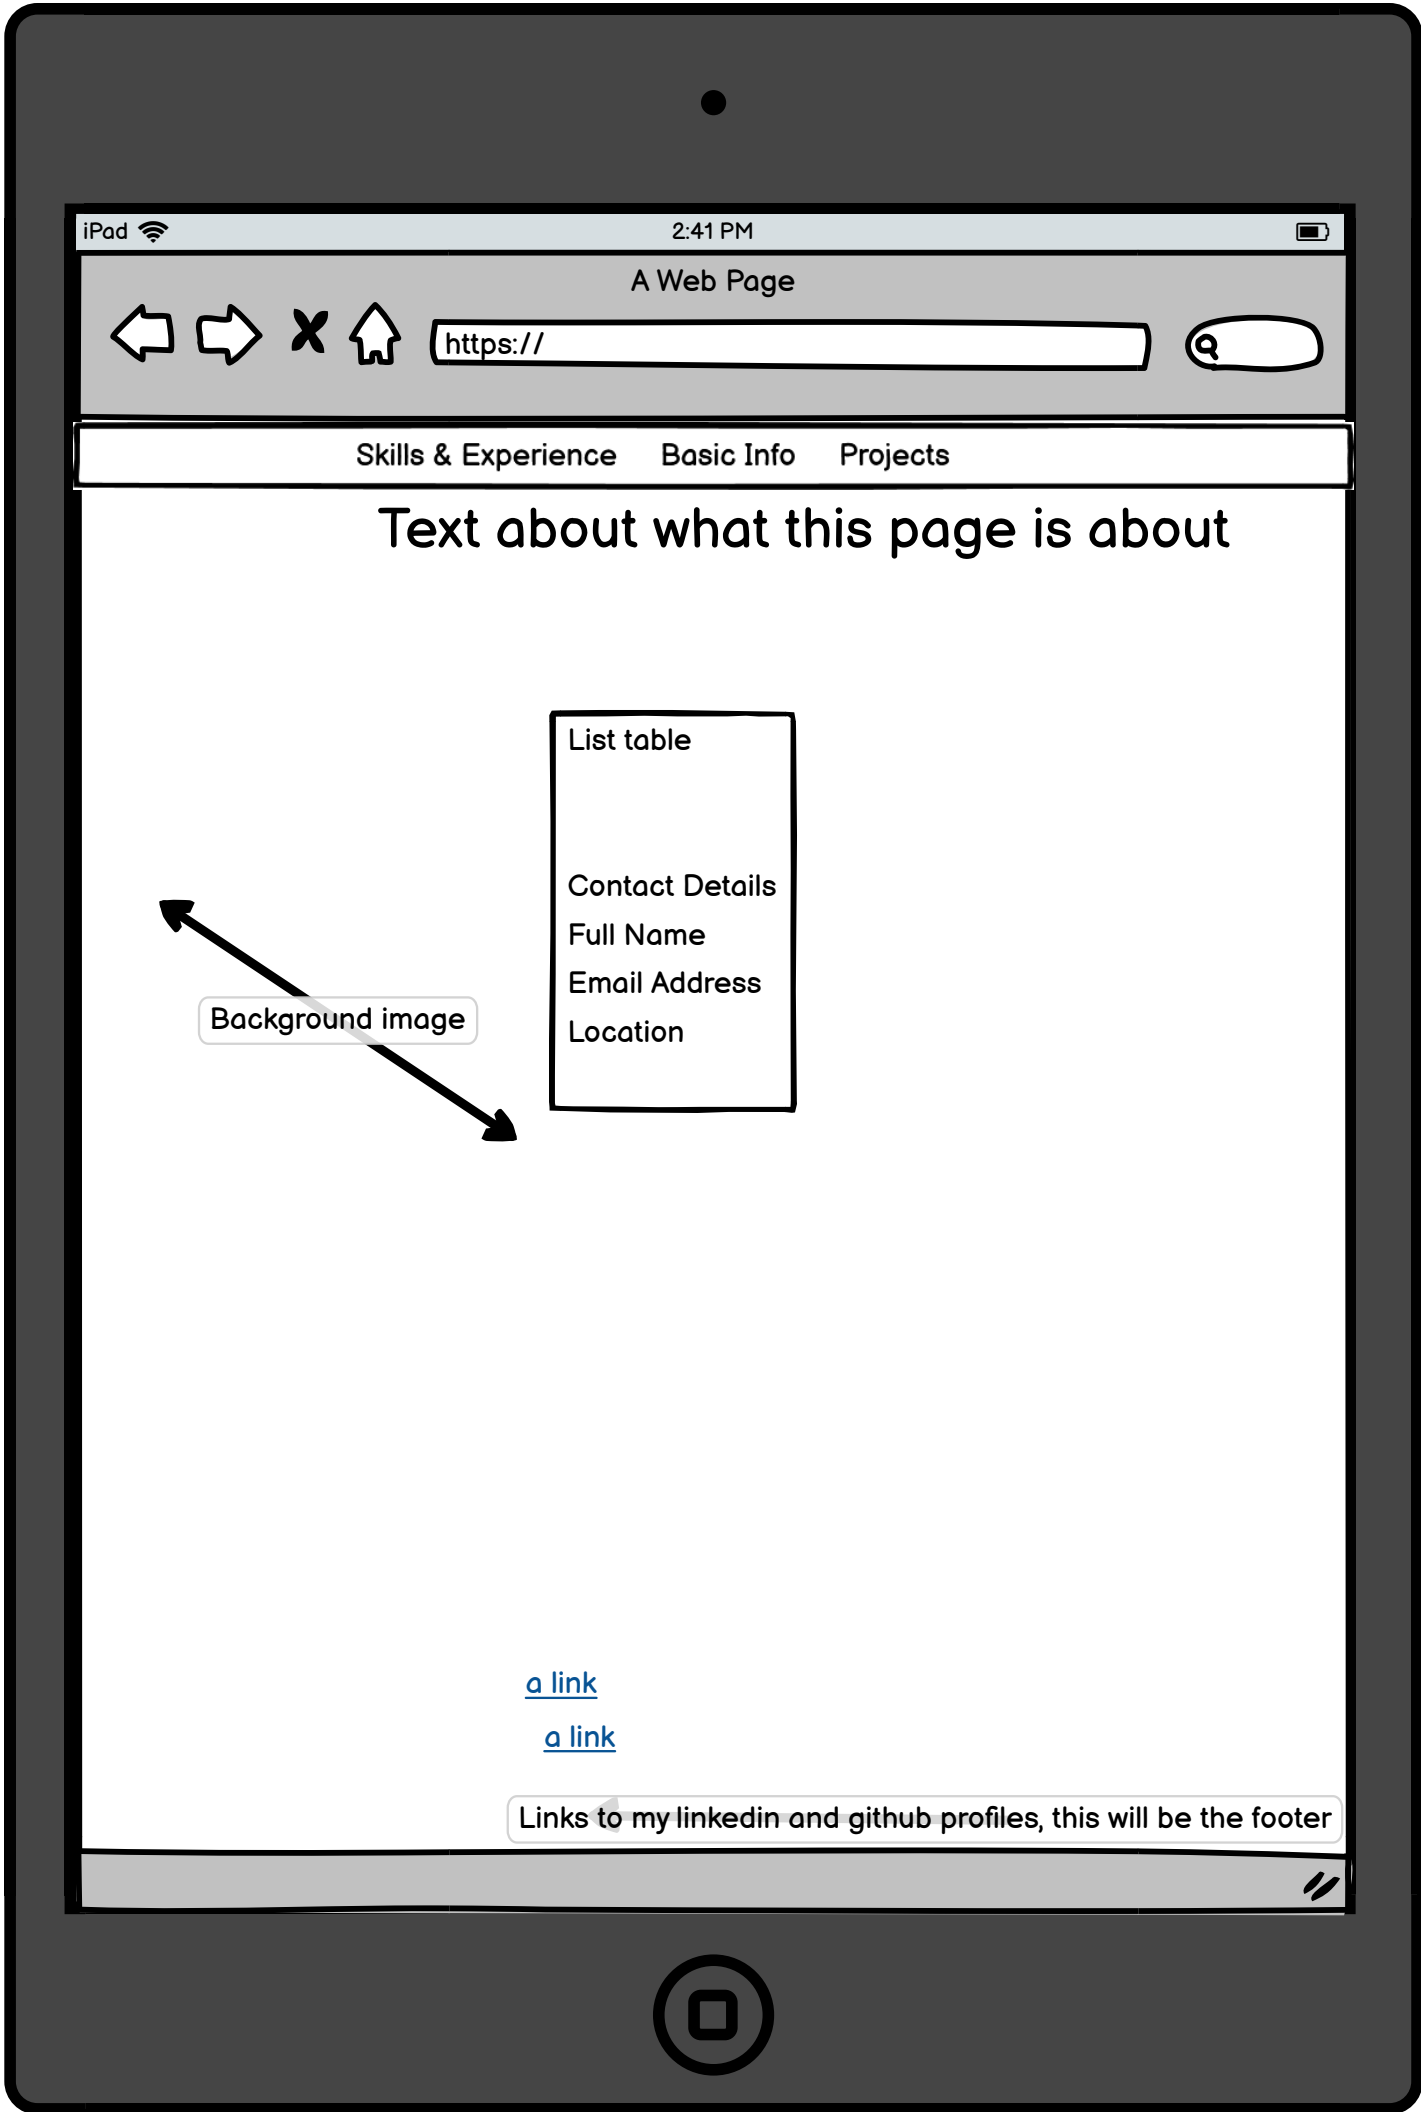 iPad 2:41 PM
A Web Page
https://
Skills & Experience Basic Info Projects
Text about what this page is about
List table
Contact Details
Full Name
Email Address
Location
Background image
a link
a link
Links to my linkedin and github profiles, this will be the footer